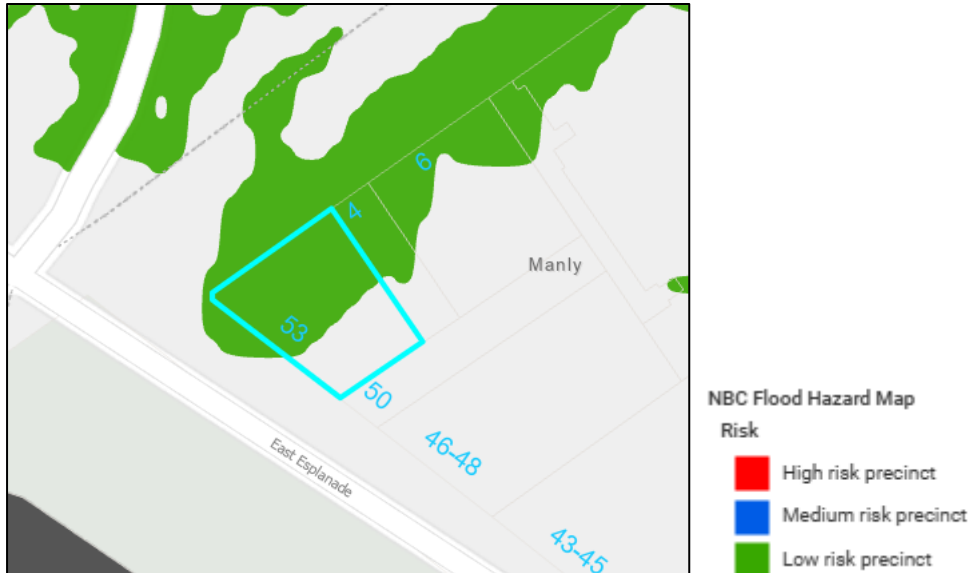 6
4
Manly
53
50
46-48
East Esplanade
43-45
NBC Flood Hazard Map
Risk
High risk precinct
Medium risk precinct
Low risk precinct